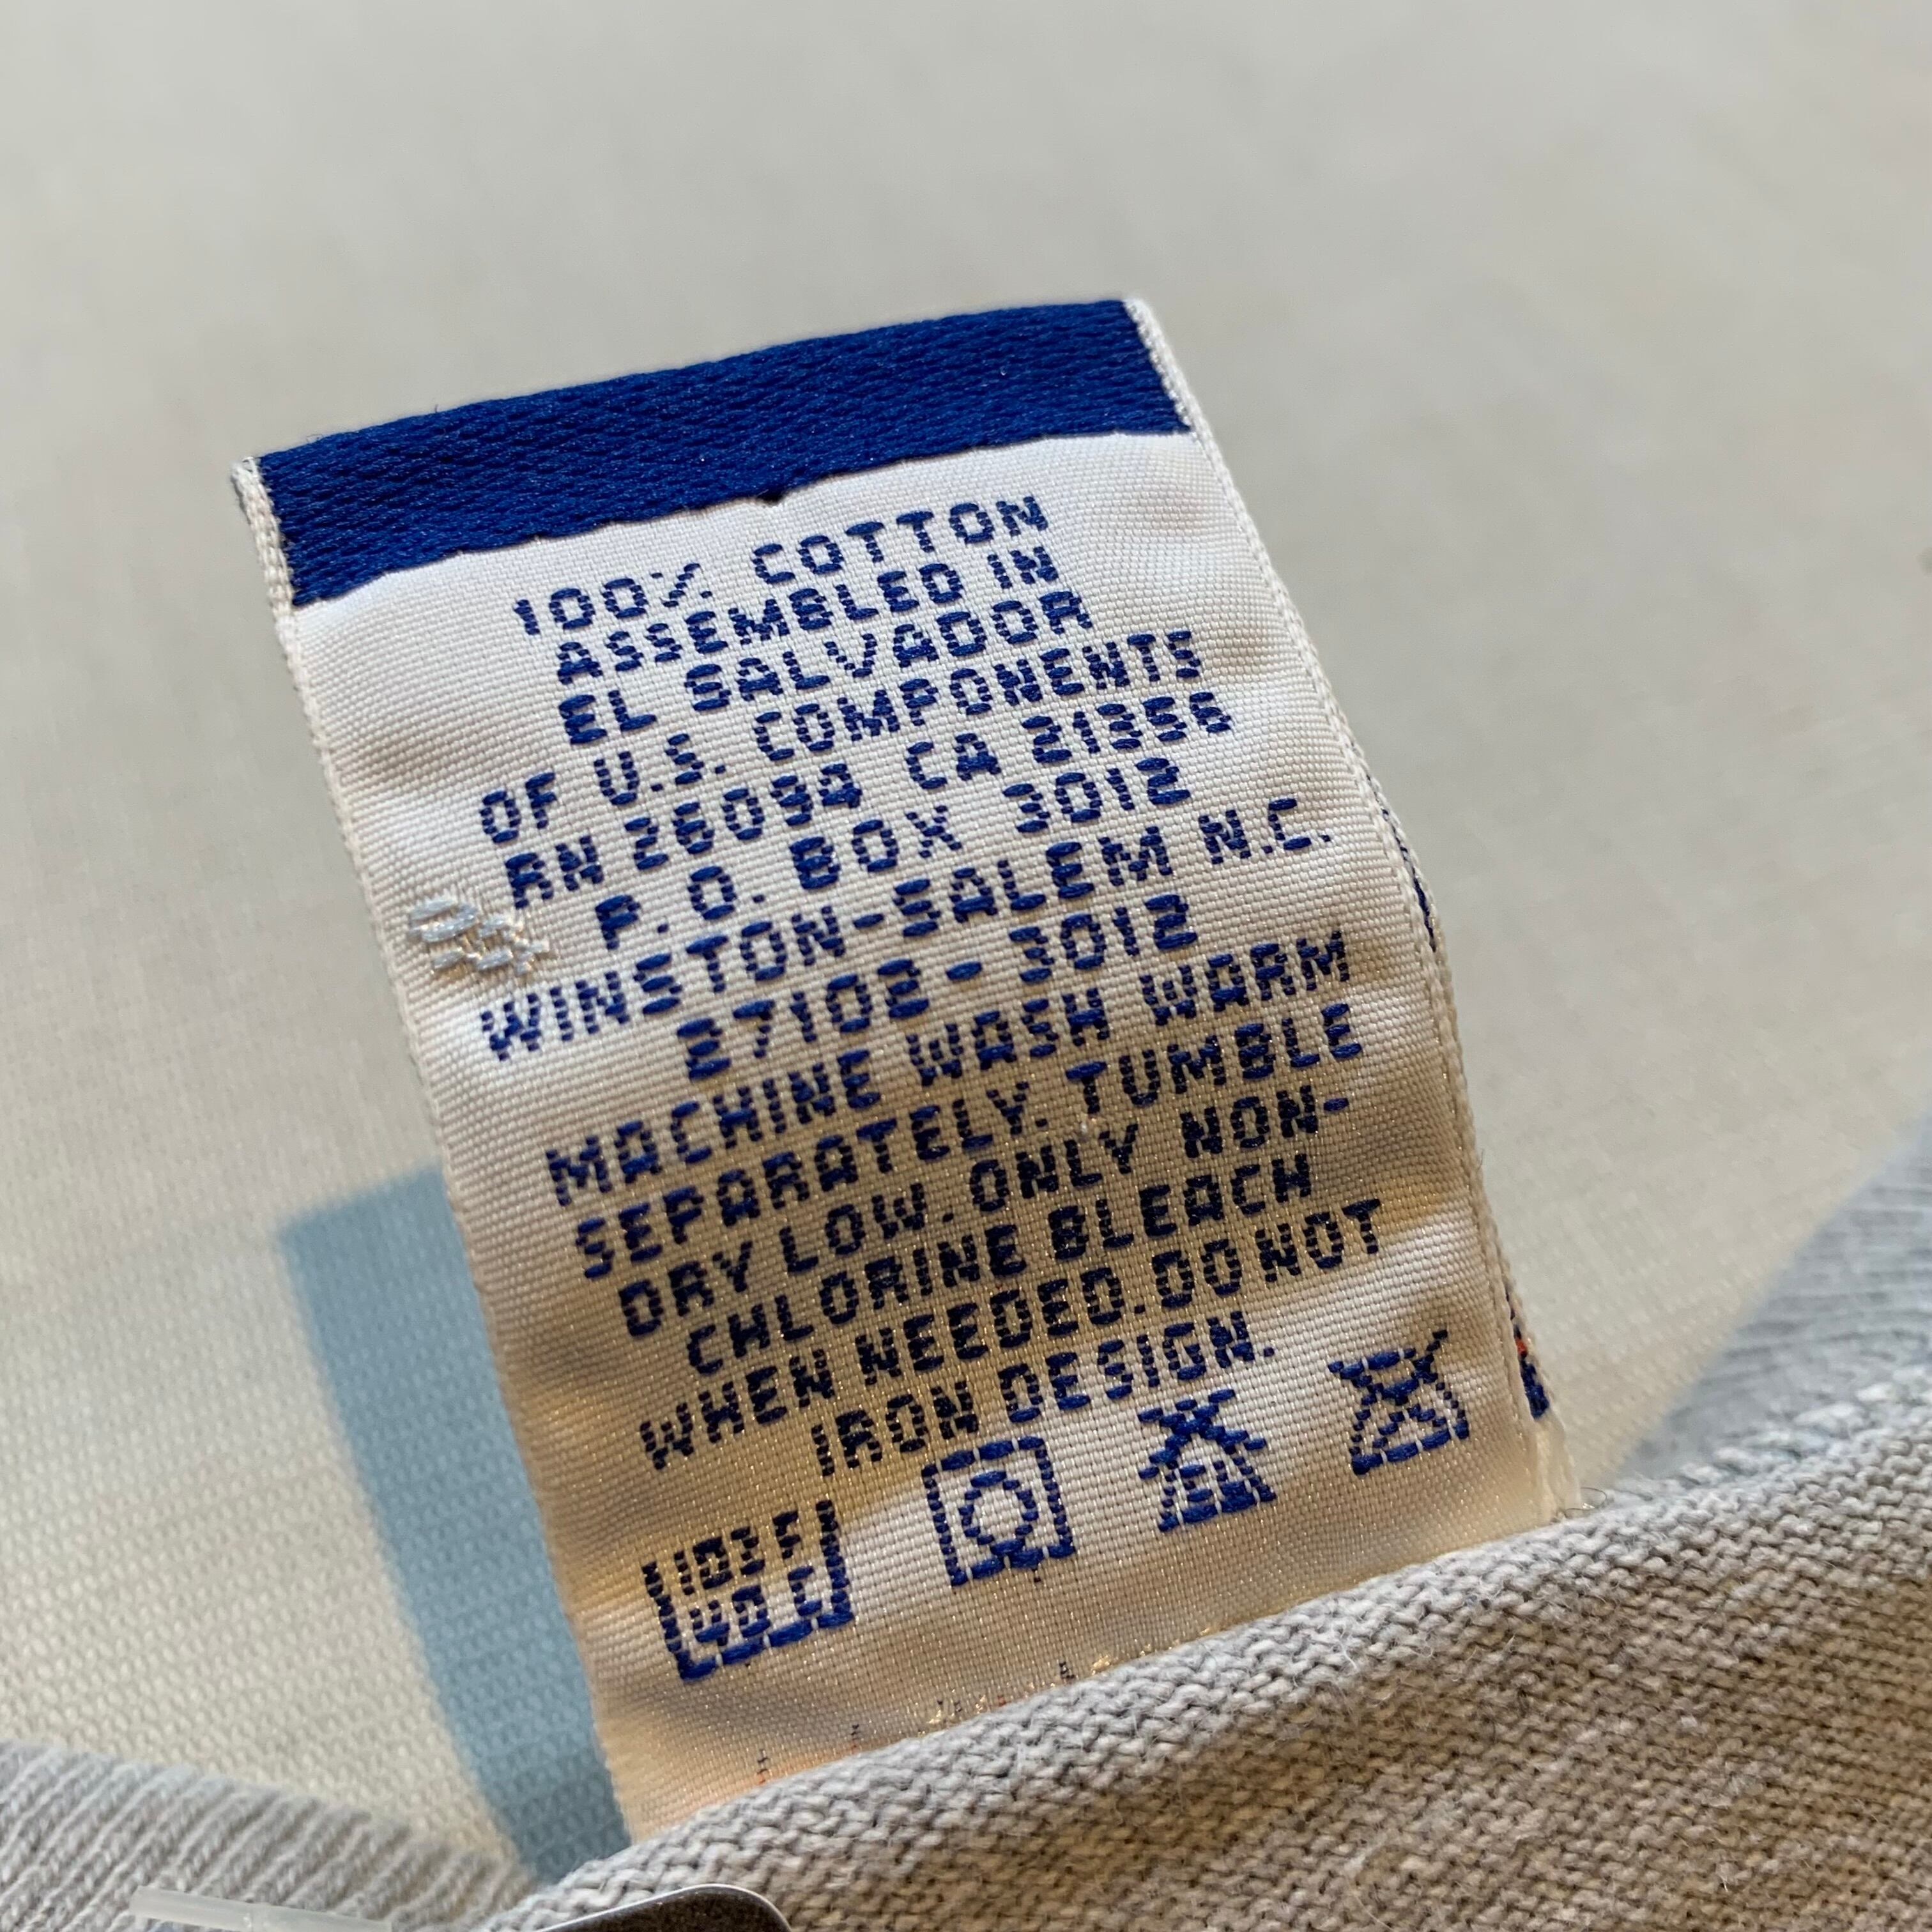 100% COTTON
ASSEMBLED IN
EL SALVADOR
OF U.S. COMPONENTS
RN 26094 CA 21356
P. O. BOX 3012
WINSTON-SALEM N.C.
27102-3012
MACHINE WASH WARM
SEPARATELY. TUMBLE
DRY LOW. ONLY NON-
CHLORINE BLEACH
WHEN NEEDED. DO NOT
IRON DESIGN.